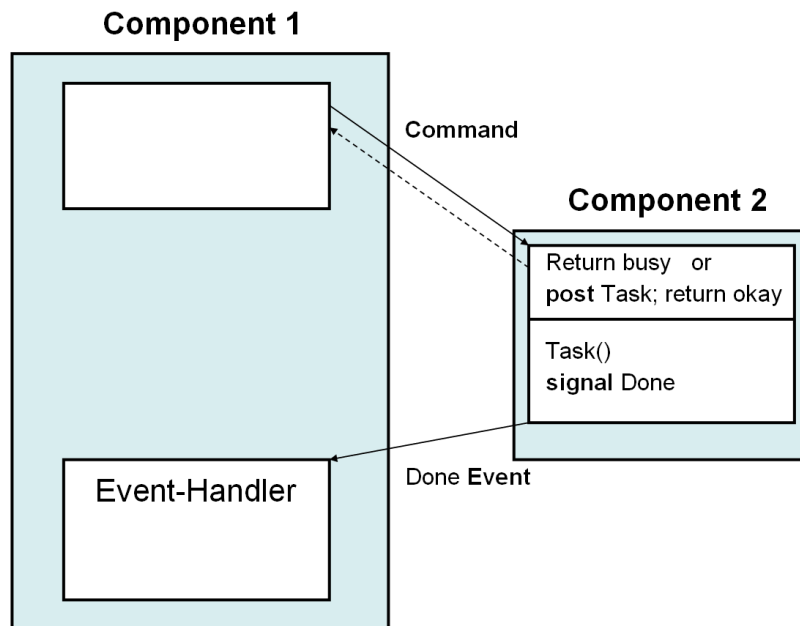 Component 1
Command
Component 2
Return busy or
post Task; return okay
Task()
signal Done
Done Event
Event-Handler